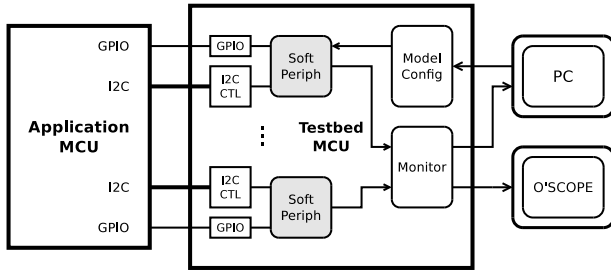 GPIO
GPIO
Soft
Periph
Model
Config
I2C
I2C
CTL
PC
Application
MCU
Testbed
MCU
Monitor
I2C
I2C
CTL
Soft
Periph
O'SCOPE
GPIO
GPIO